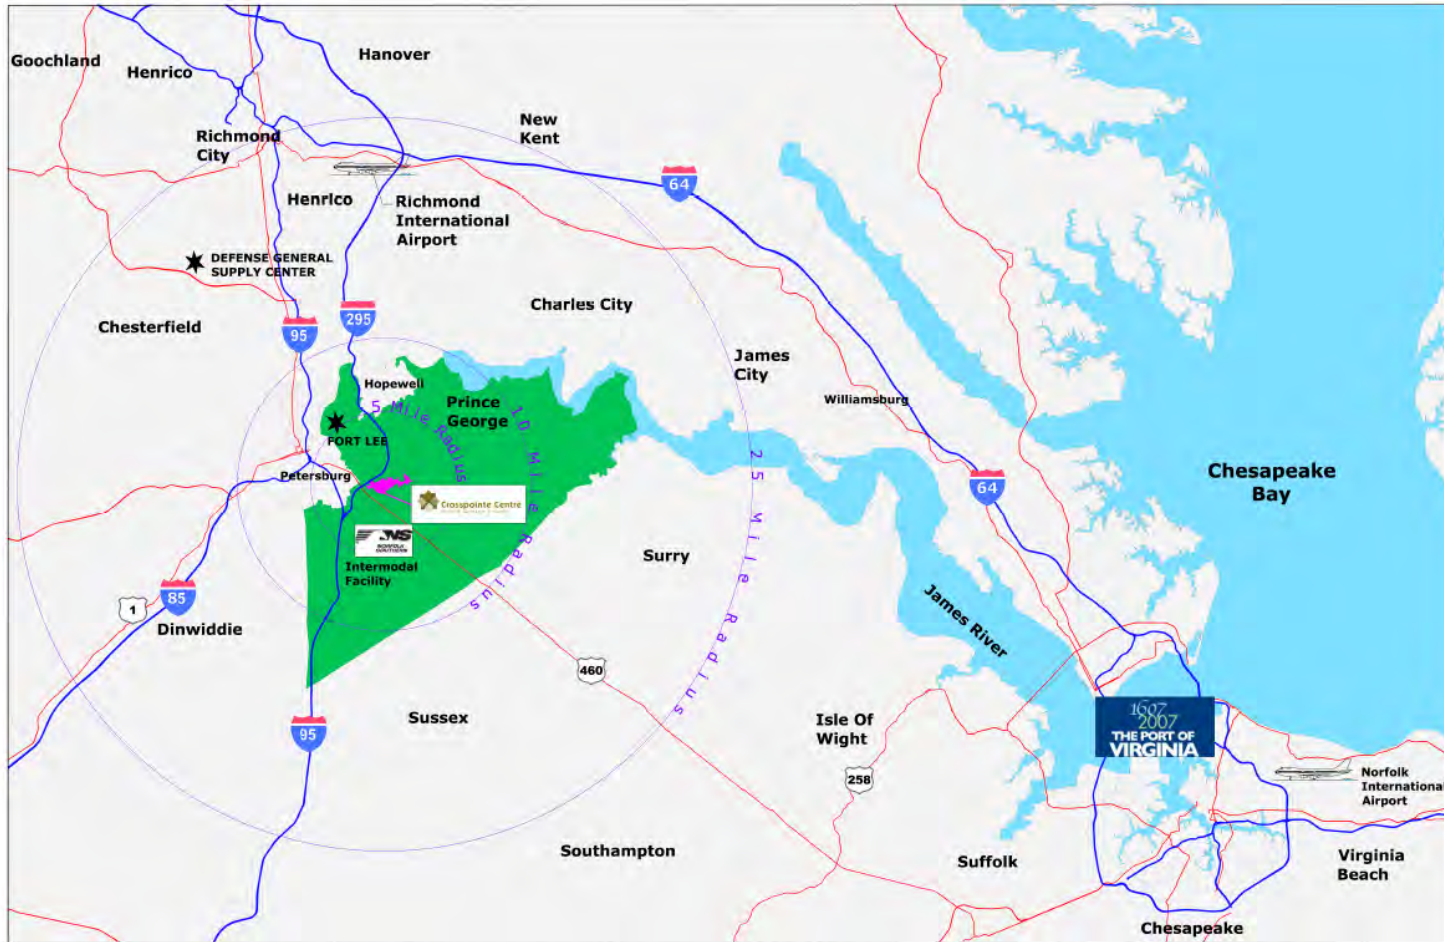 Hanover
Goochland
Henrico
New
Kent
Richmond
City
64
Henrico
Richmond
International
Airport
DEFENSE GENERAL
SUPPLY CENTER
Charles City
Chesterfield
295
95
James
City
Hopewell
Williamsburg
Prince
George
5 Mile Radius
10 Mile Radius
25 Mile Radius
FORT LEE
Petersburg
Chesapeake
Bay
64
Crosspointe Centre
NS
NORFOLK
SOUTHERN
Intermodal
Facility
Surry
85
1
Dinwiddie
James River
460
Sussex
95
Isle Of
Wight
1607
2007
THE PORT OF
VIRGINIA
258
Norfolk
International
Airport
Southampton
Suffolk
Virginia
Beach
Chesapeake